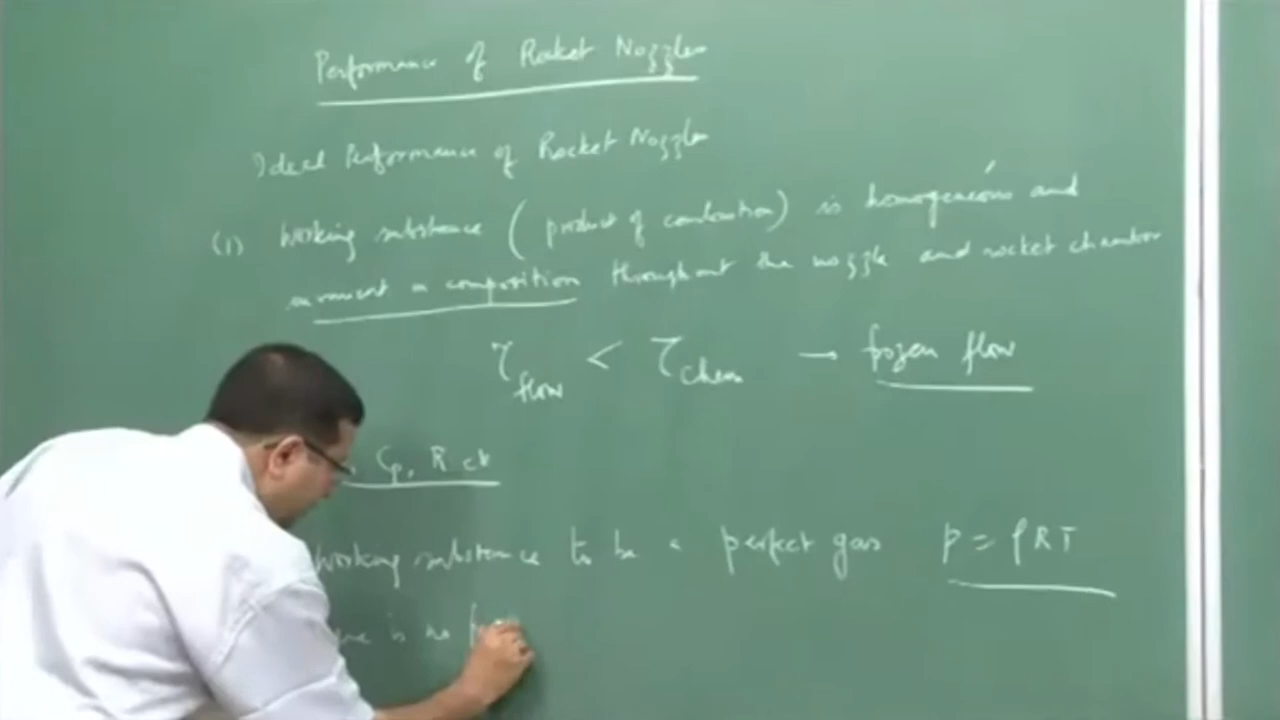 Performance of Rocket Nozzles
Ideal Performance of Rocket Nozzle
(1) Working substance (product of combustion) is homogeneous and
invariant in composition throughout the nozzle and rocket chamber
τflow < τchem → frozen flow
Cp, R ct
Working substance to be a perfect gas p = ρRT
is no